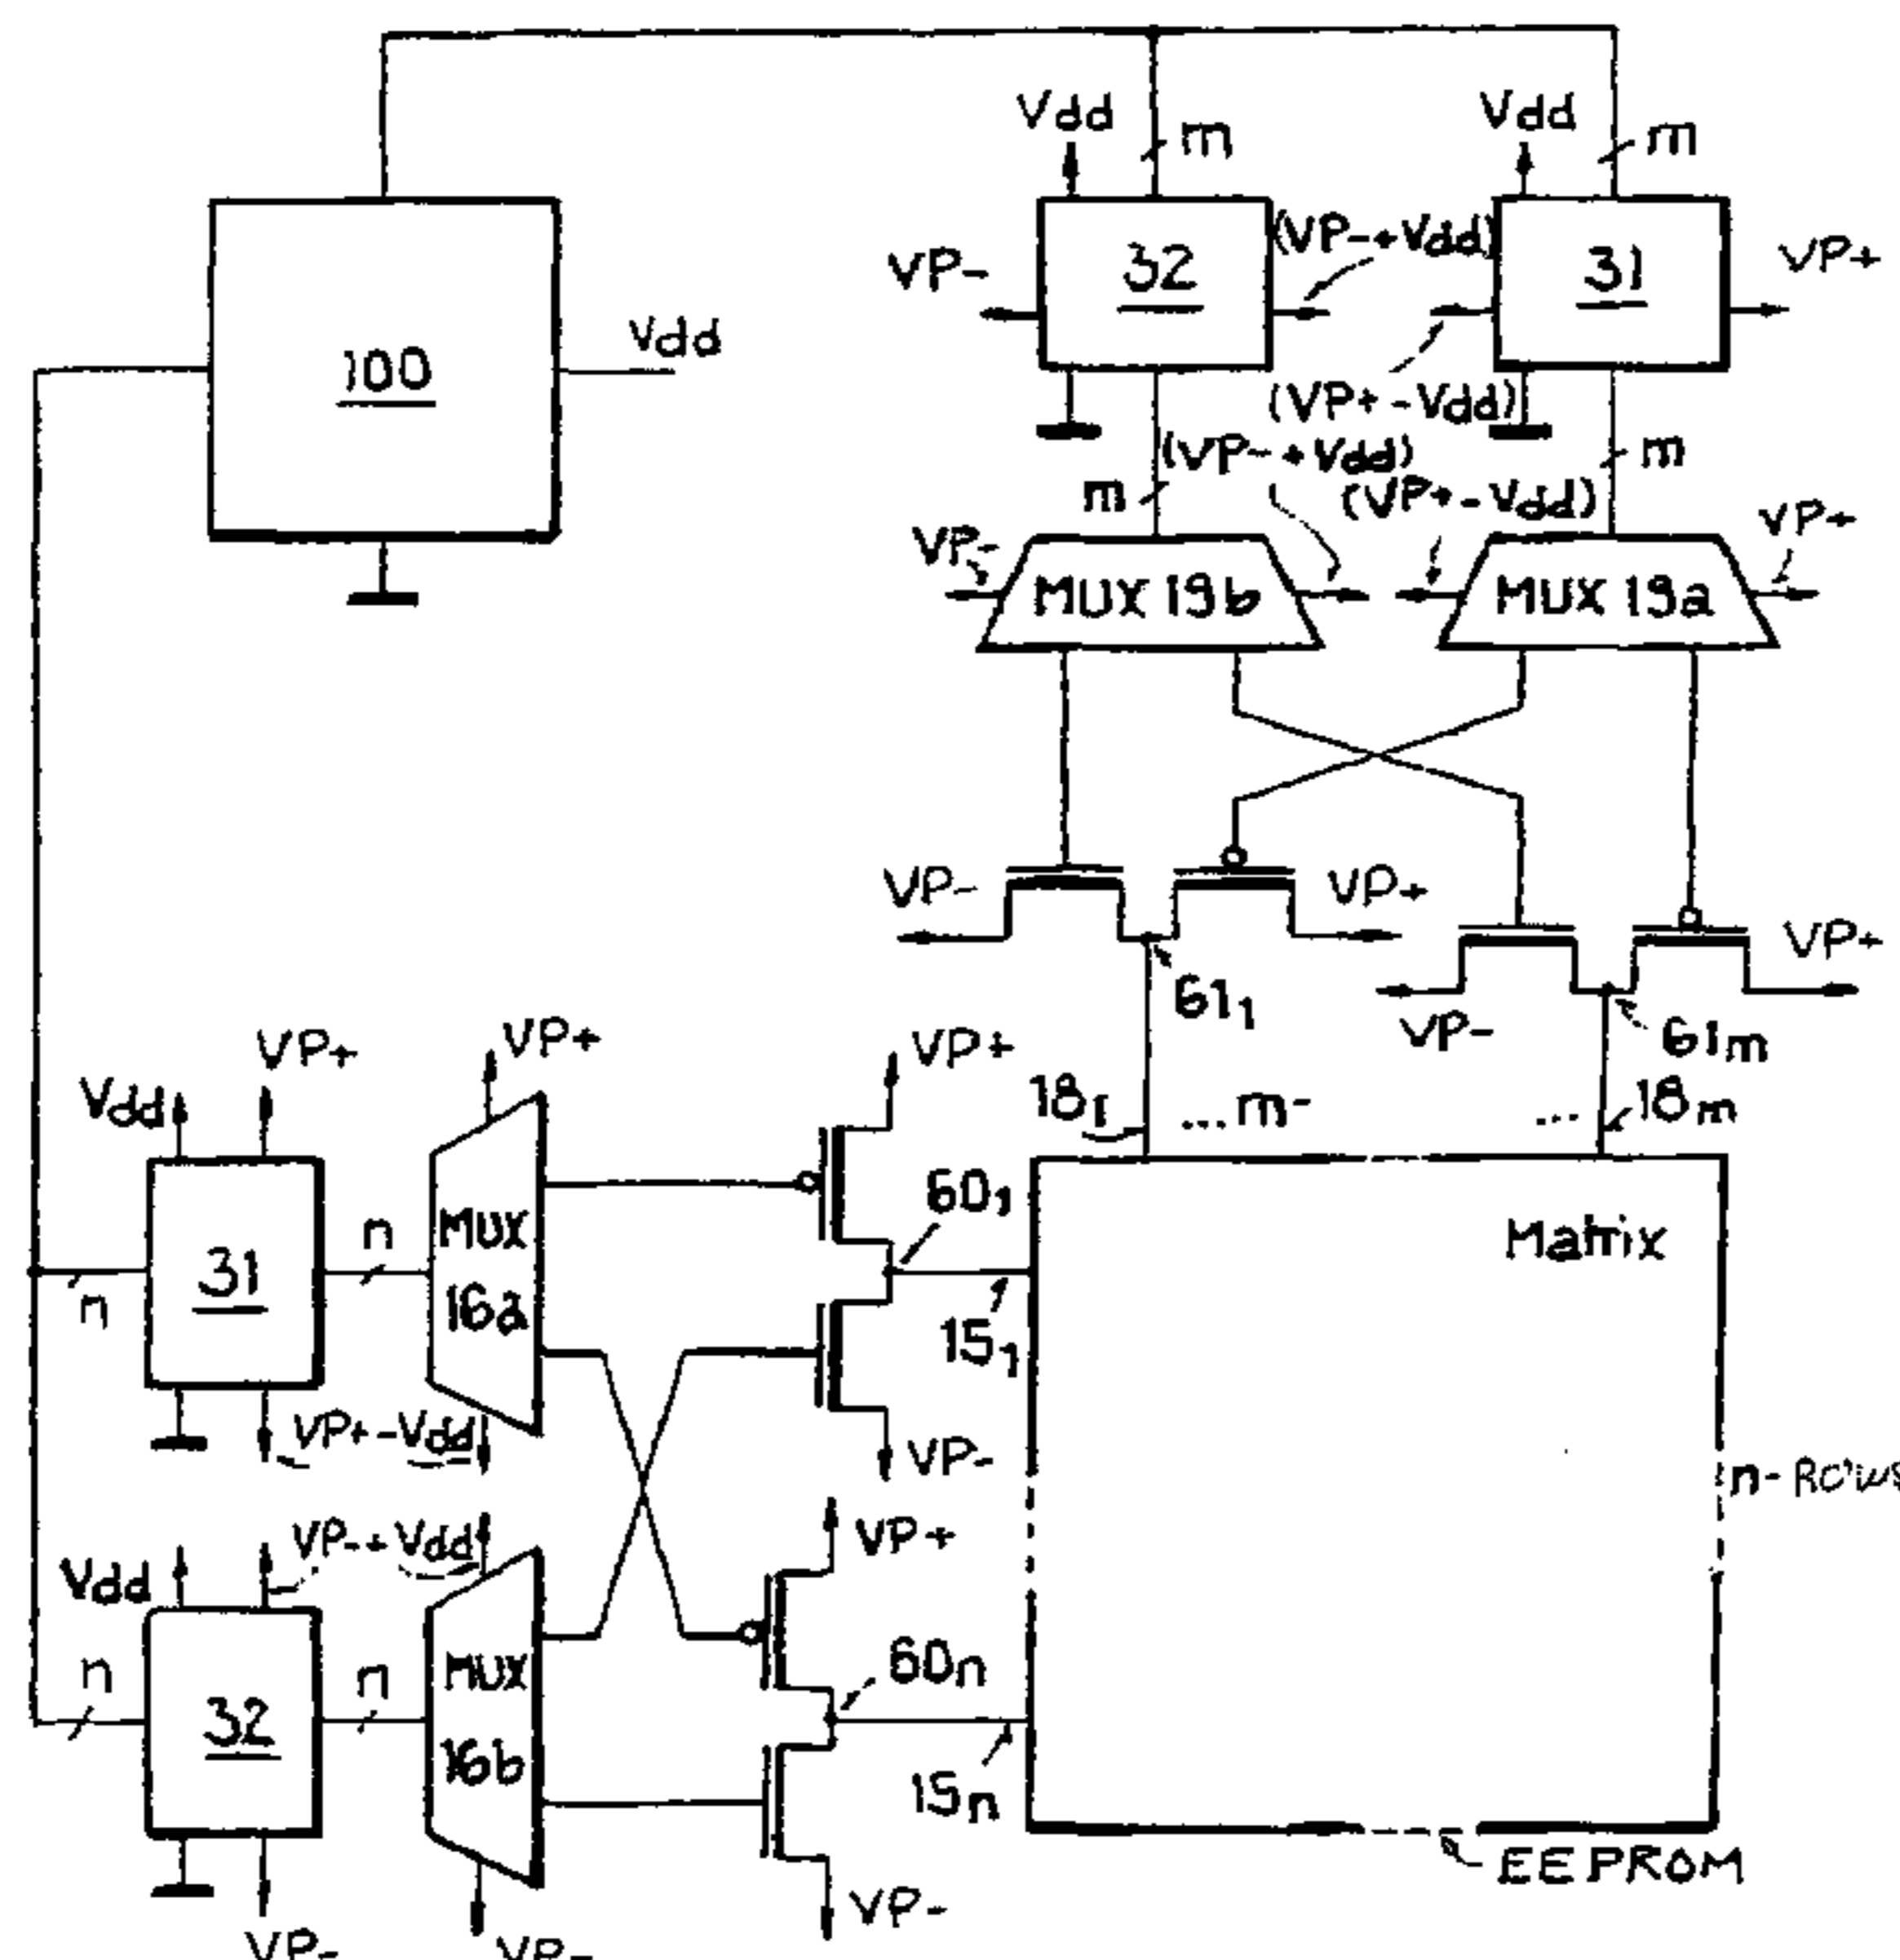 Vdd
m
Vdd
m
(VP-+Vdd)
VP-
32
31
VP+
100
Vdd
(VP+-Vdd)
(VP-+Vdd)
m
m
(VP+-Vdd)
VP-
VP+
MUX 19b
MUX 19a
VP-
VP+
VP+
61₁
VP-
61m
VP+
VP+
VP+
Vdd
18₁
...m-
...
18m
MUX
16a
60₁
Matrix
n
31
n
15₁
VP+-Vdd
VP-
n-Rows
VP-+Vdd
VP+
Vdd
n
32
n
MUX
16b
60n
15n
EEPROM
VP-
VP-
VP-